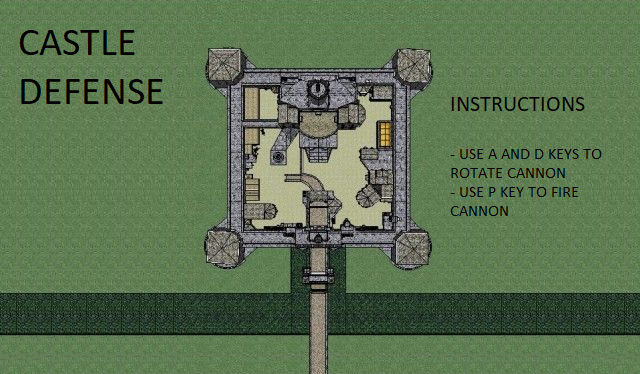 CASTLE
DEFENSE
INSTRUCTIONS
- USE A AND D KEYS TO
ROTATE CANNON
- USE P KEY TO FIRE
CANNON